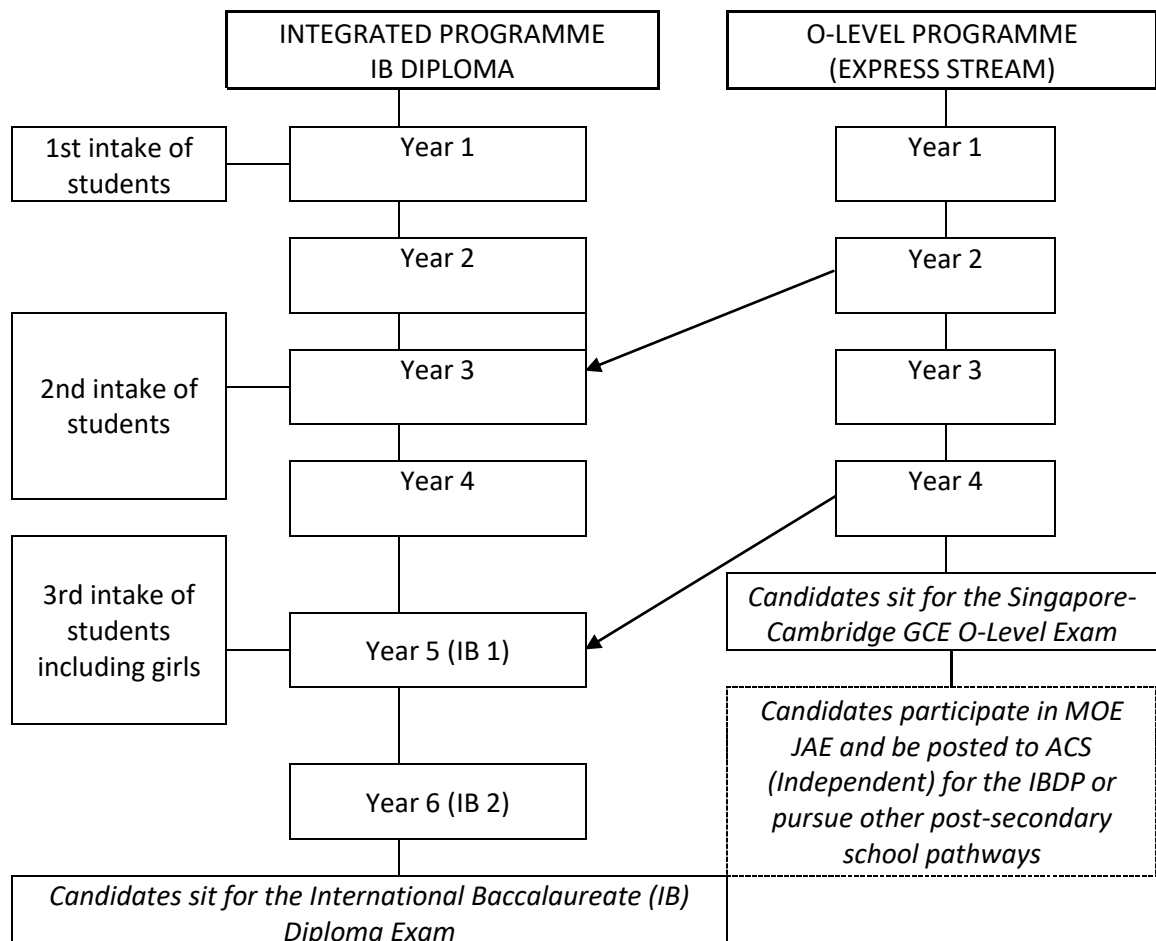 INTEGRATED PROGRAMME
IB DIPLOMA
O-LEVEL PROGRAMME
(EXPRESS STREAM)
1st intake of
students
Year 1
Year 1
Year 2
Year 2
2nd intake of
students
Year 3
Year 3
Year 4
Year 4
3rd intake of
students
including girls
Year 5 (IB 1)
Candidates sit for the Singapore-
Cambridge GCE O-Level Exam
Candidates participate in MOE
JAE and be posted to ACS
(Independent) for the IBDP or
pursue other post-secondary
school pathways
Year 6 (IB 2)
Candidates sit for the International Baccalaureate (IB)
Diploma Exam